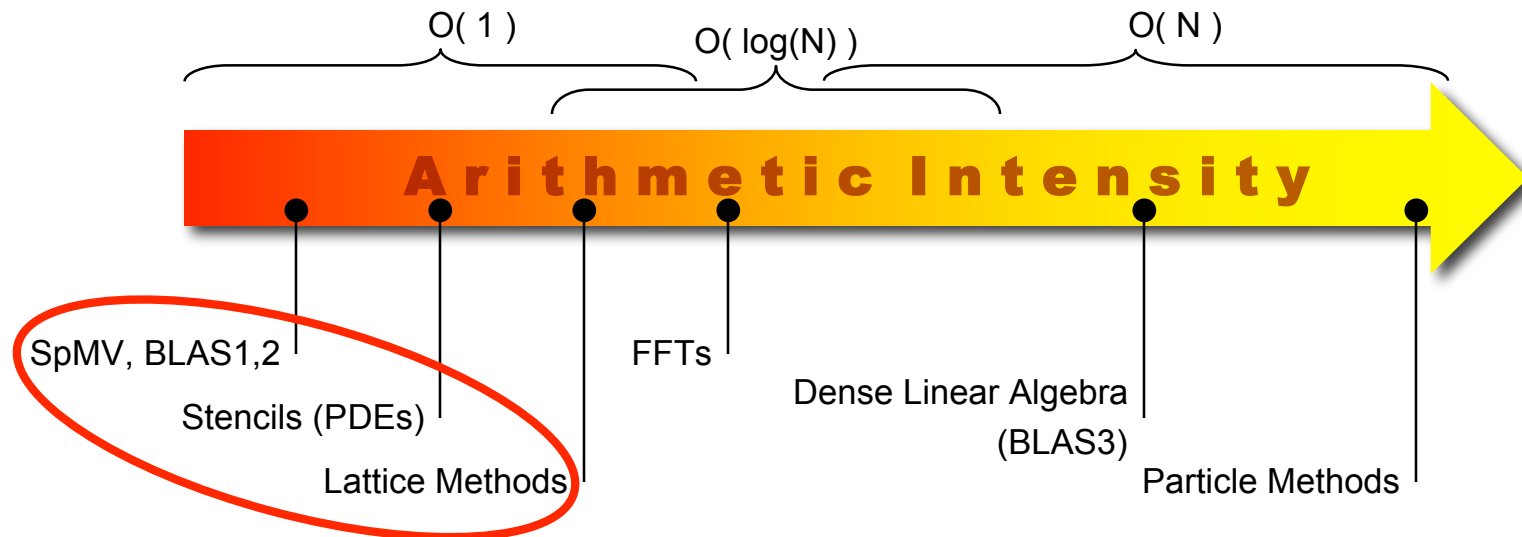 O( 1 )
O( log(N) )
O( N )
Arithmetic Intensity
SpMV, BLAS1,2
FFTs
Stencils (PDEs)
Dense Linear Algebra
(BLAS3)
Lattice Methods
Particle Methods